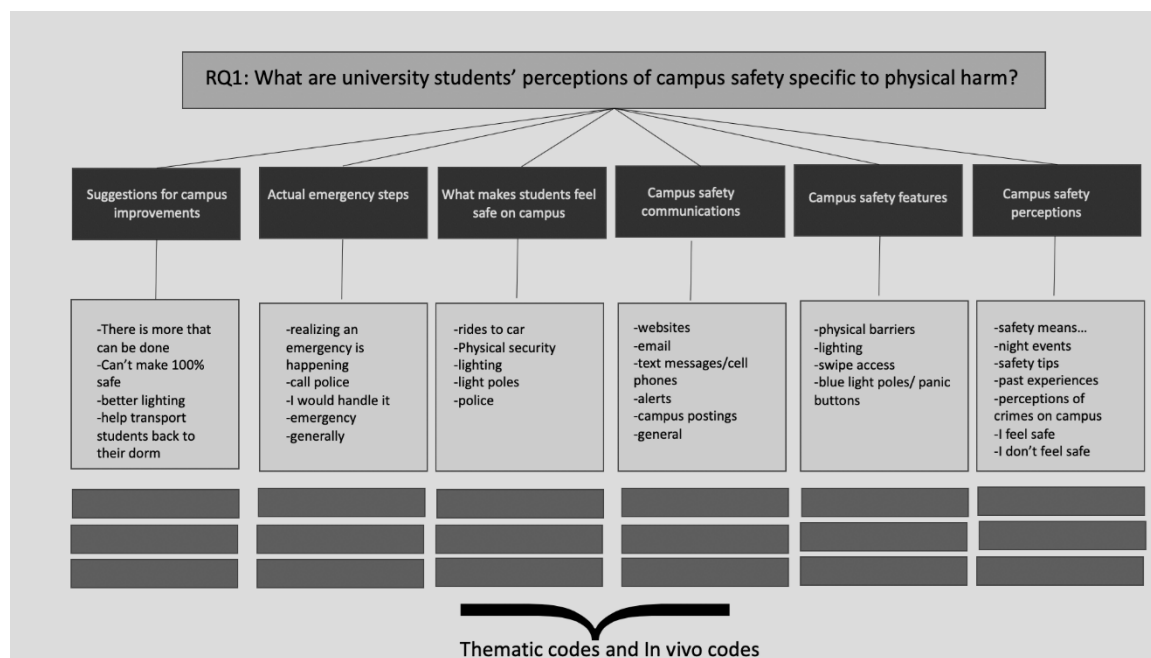 RQ1: What are university students' perceptions of campus safety specific to physical harm?
Suggestions for campus
improvements
Actual emergency steps
What makes students feel
safe on campus
Campus safety
communications
Campus safety features
Campus safety
perceptions
-There is more that
can be done
-Can't make 100%
safe
-better lighting
-help transport
students back to
their dorm
-realizing an
emergency is
happening
-call police
-I would handle it
-emergency
-generally
-rides to car
-Physical security
-lighting
-light poles
-police
-websites
-email
-text messages/cell
phones
-alerts
-campus postings
-general
-physical barriers
-lighting
-swipe access
-blue light poles/ panic
buttons
-safety means...
-night events
-safety tips
-past experiences
-perceptions of
crimes on campus
-I feel safe
-I don't feel safe
Thematic codes and In vivo codes